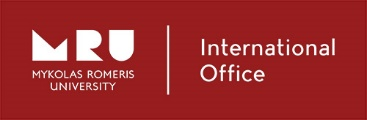 MRU
MYKOLAS ROMERIS
UNIVERSITY
International
Office